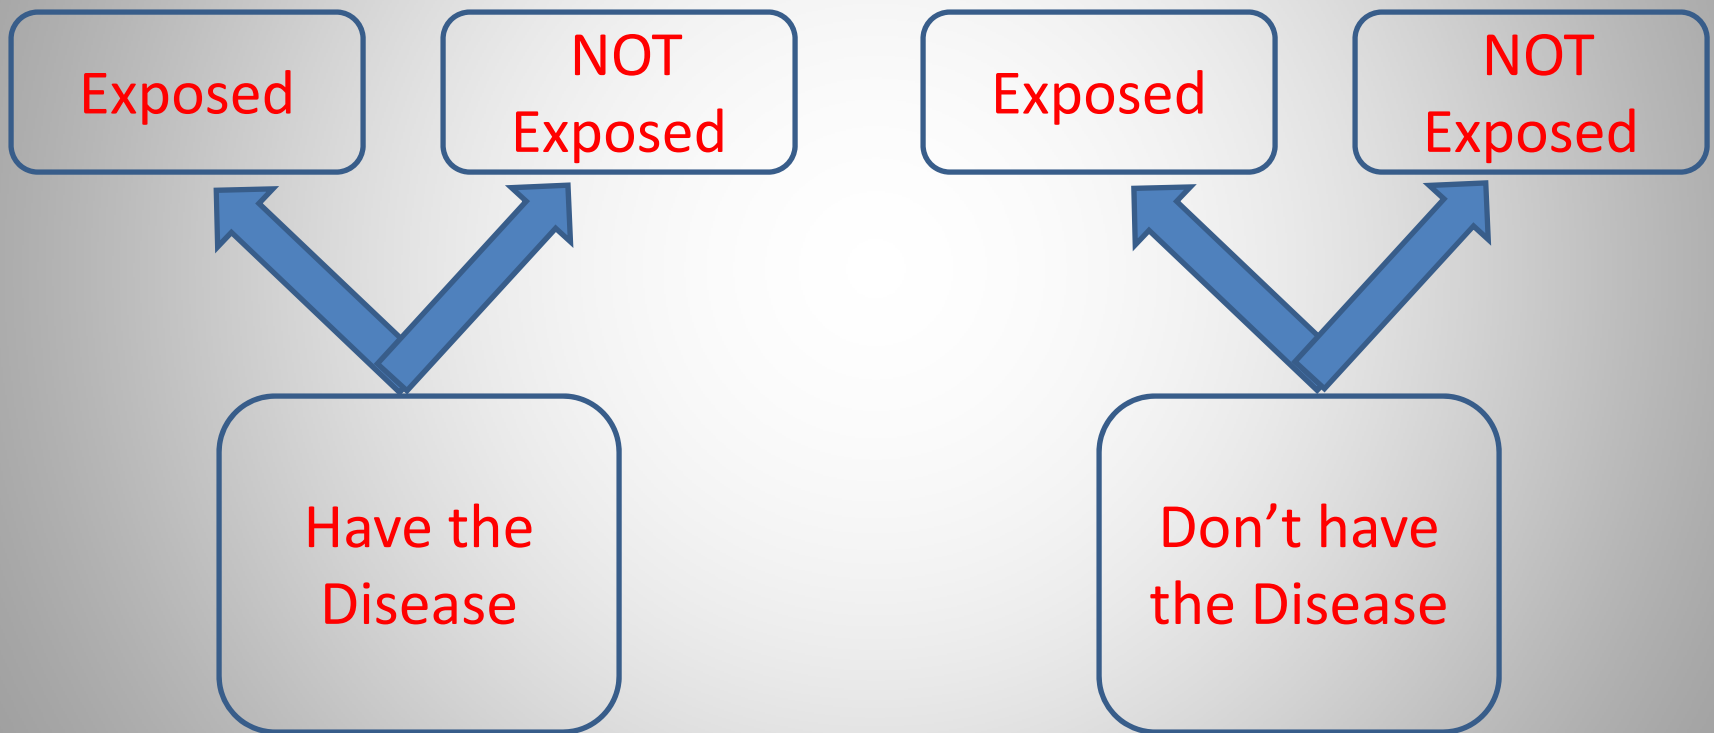 Exposed
NOT
Exposed
Exposed
NOT
Exposed
Have the
Disease
Don’t have
the Disease